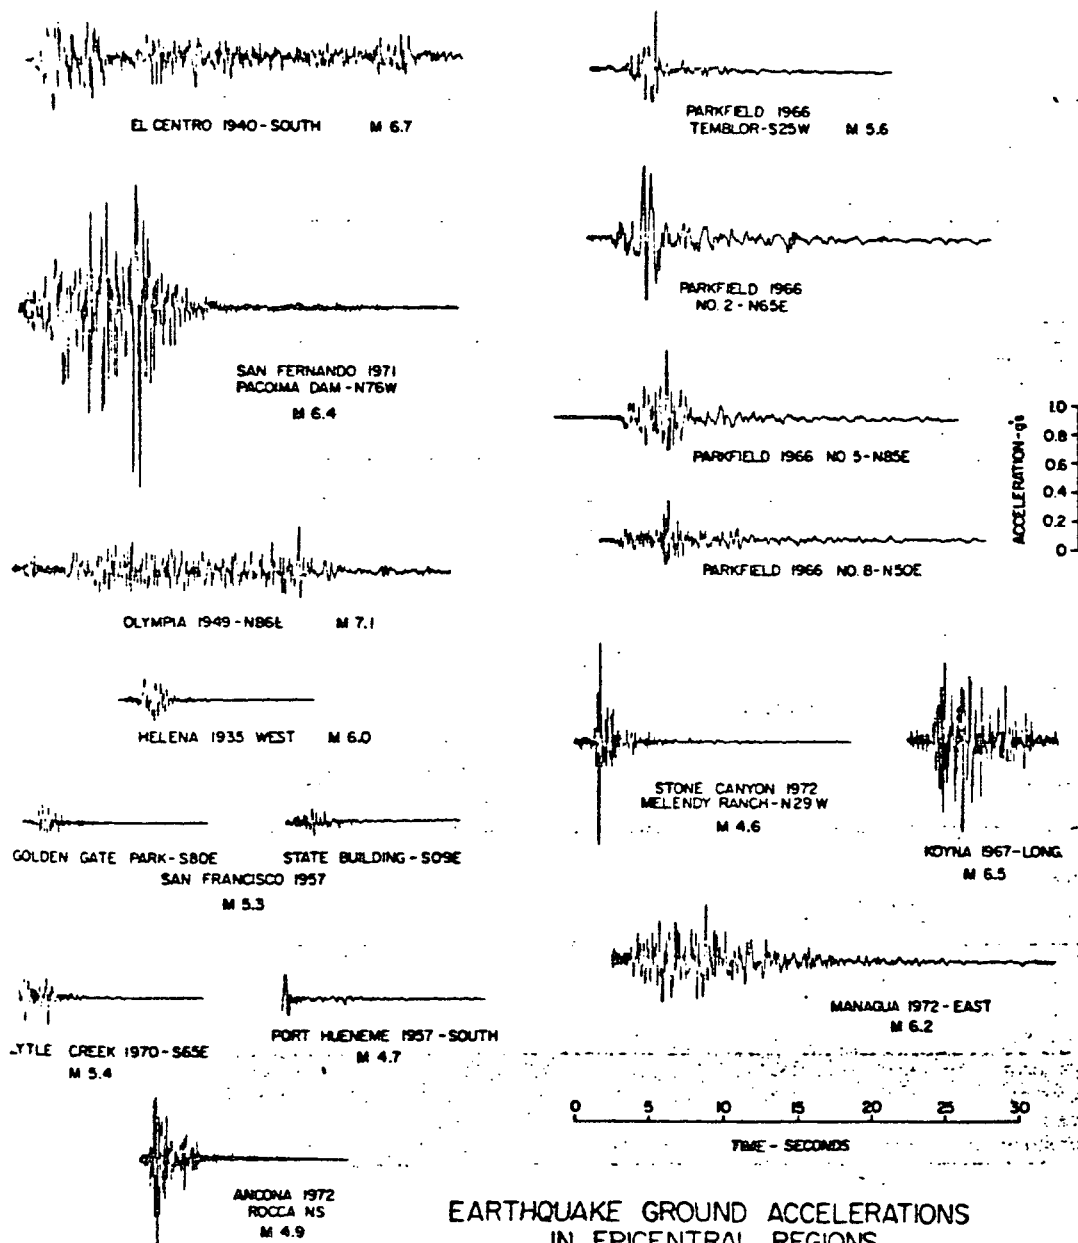 EL CENTRO 1940-SOUTH M 6.7
PARKFIELD 1966
TEMBLOR-S25W M 5.6
PARKFIELD 1966
NO. 2 - N65E
SAN FERNANDO 1971
PACOIMA DAM-N76W
M 6.4
PARKFIELD 1966 NO 5-N85E
ACCELERATION-g's
1.0
0.8
0.6
0.4
0.2
0
PARKFIELD 1966 NO. 8-N50E
OLYMPIA 1949-N86E M 7.1
HELENA 1935 WEST M 6.0
STONE CANYON 1972
MELENDY RANCH-N29W
M 4.6
KOYNA 1967-LONG.
M 6.5
GOLDEN GATE PARK-S80E STATE BUILDING-S09E
SAN FRANCISCO 1957
M 5.3
MANAGUA 1972-EAST
M 6.2
LYTLE CREEK 1970-S65E
M 5.4
PORT HUENEME 1957-SOUTH
M 4.7
0 5 10 15 20 25 30
TIME - SECONDS
ANCONA 1972
ROCCA NS
M 4.9
EARTHQUAKE GROUND ACCELERATIONS
IN EPICENTRAL REGIONS